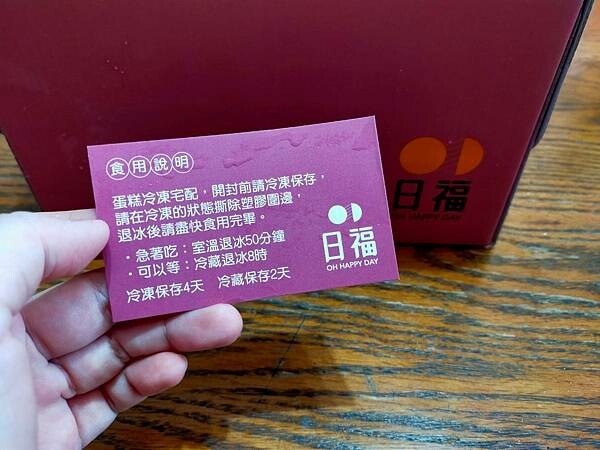 食用說明
蛋糕冷凍宅配，開封前請冷凍保存，
請在冷凍的狀態撕除塑膠圍邊，
退冰後請盡快食用完畢。
・急著吃：室溫退冰50分鐘
・可以等：冷藏退冰8時
冷凍保存4天 冷藏保存2天
日福
OH HAPPY DAY
日福
OH HAPPY DAY